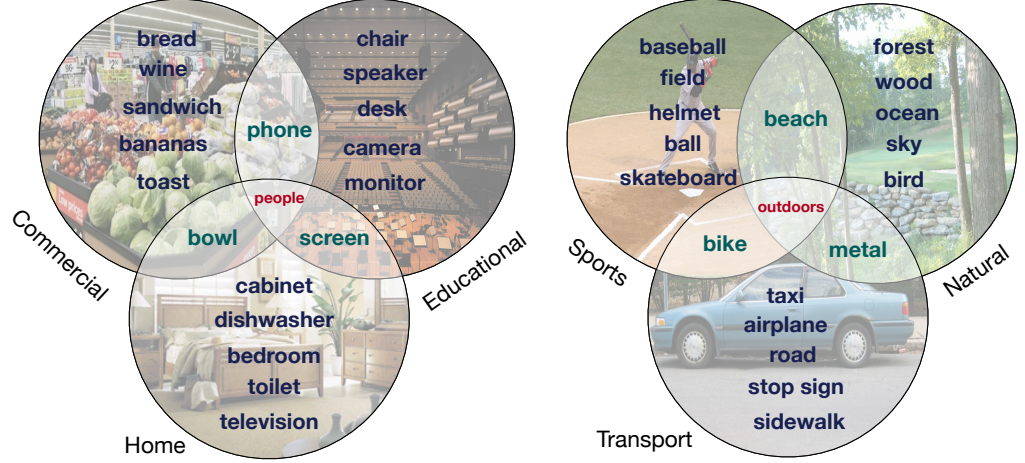 bread
wine
sandwich
bananas
toast
phone
chair
speaker
desk
camera
monitor
people
bowl
screen
cabinet
dishwasher
bedroom
toilet
television
Commercial
Educational
Home
baseball
field
helmet
ball
skateboard
beach
forest
wood
ocean
sky
bird
outdoors
bike
metal
taxi
airplane
road
stop sign
sidewalk
Sports
Natural
Transport